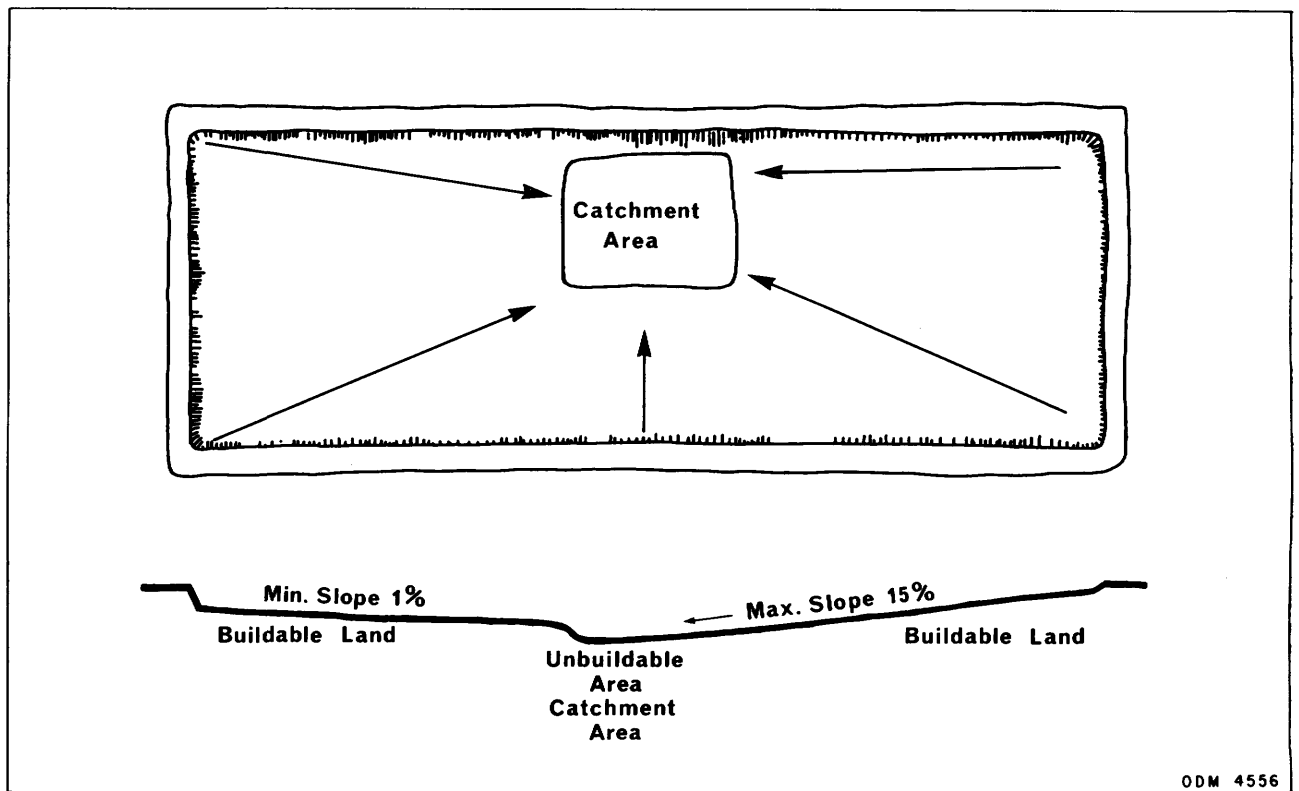 Catchment
Area
Min. Slope 1%
Max. Slope 15%
Buildable Land
Buildable Land
Unbuildable
Area
Catchment
Area
ODM 4556